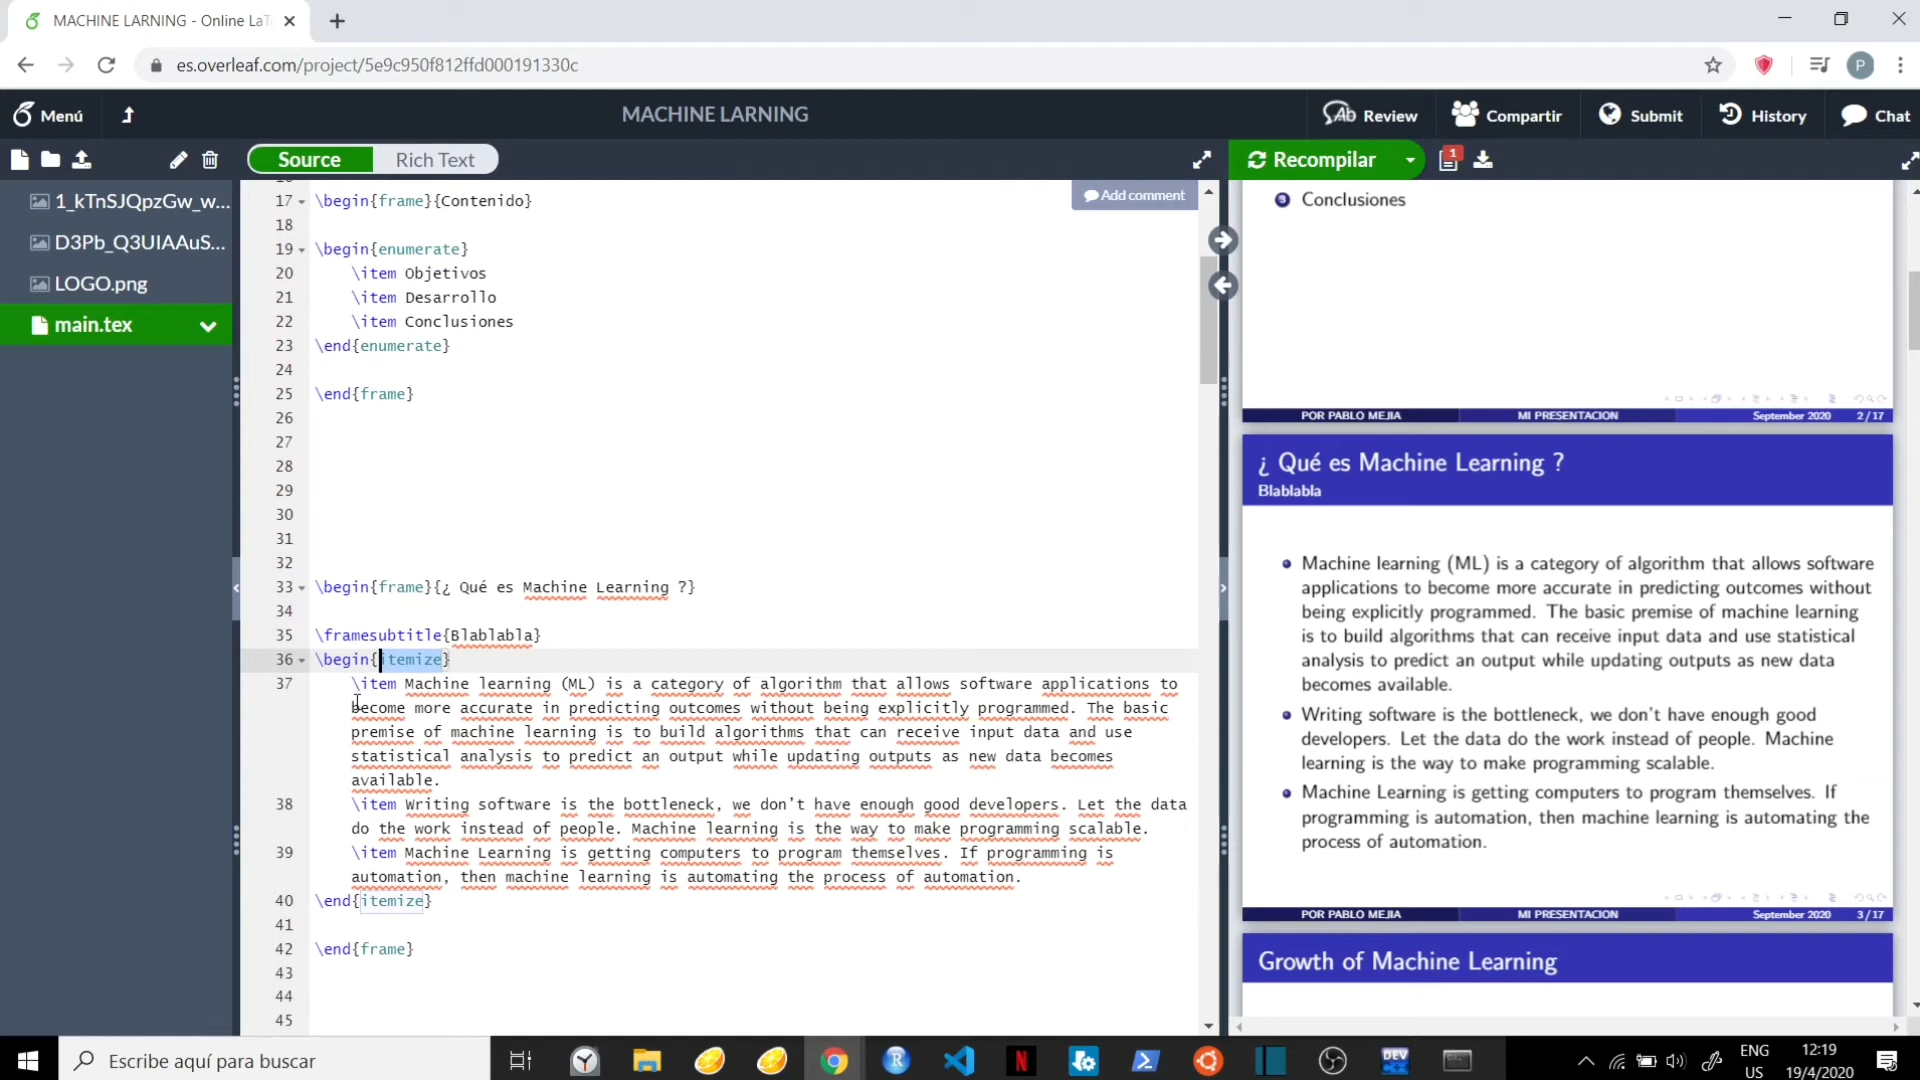 MACHINE LARNING - Online LaT
es.overleaf.com/project/5e9c950f812ffd000191330c
Menú
MACHINE LARNING
Review
Compartir
Submit
History
Chat
Source
Rich Text
Recompilar
1
1_kTnSJQpzGw_w...
D3Pb_Q3UIAAuS...
LOGO.png
main.tex
Add comment
17 \begin{frame}{Contenido}
18
19 \begin{enumerate}
20 \item Objetivos
21 \item Desarrollo
22 \item Conclusiones
23 \end{enumerate}
24
25 \end{frame}
26
27
28
29
30
31
32
33 \begin{frame}{¿ Qué es Machine Learning ?}
34
35 \framesubtitle{Blablabla}
36 \begin{itemize}
37 \item Machine learning (ML) is a category of algorithm that allows software applications to
become more accurate in predicting outcomes without being explicitly programmed. The basic
premise of machine learning is to build algorithms that can receive input data and use
statistical analysis to predict an output while updating outputs as new data becomes
available.
38 \item Writing software is the bottleneck, we don't have enough good developers. Let the data
do the work instead of people. Machine learning is the way to make programming scalable.
39 \item Machine Learning is getting computers to program themselves. If programming is
automation, then machine learning is automating the process of automation.
40 \end{itemize}
41
42 \end{frame}
43
44
45
3 Conclusiones
POR PABLO MEJIA MI PRESENTACION September 2020 2/17
¿ Qué es Machine Learning ?
Blablabla
Machine learning (ML) is a category of algorithm that allows software
applications to become more accurate in predicting outcomes without
being explicitly programmed. The basic premise of machine learning
is to build algorithms that can receive input data and use statistical
analysis to predict an output while updating outputs as new data
becomes available.
Writing software is the bottleneck, we don't have enough good
developers. Let the data do the work instead of people. Machine
learning is the way to make programming scalable.
Machine Learning is getting computers to program themselves. If
programming is automation, then machine learning is automating the
process of automation.
POR PABLO MEJIA MI PRESENTACION September 2020 3/17
Growth of Machine Learning
Escribe aquí para buscar
ENG
US
12:19
19/4/2020
P
Ab
R
N
DEV